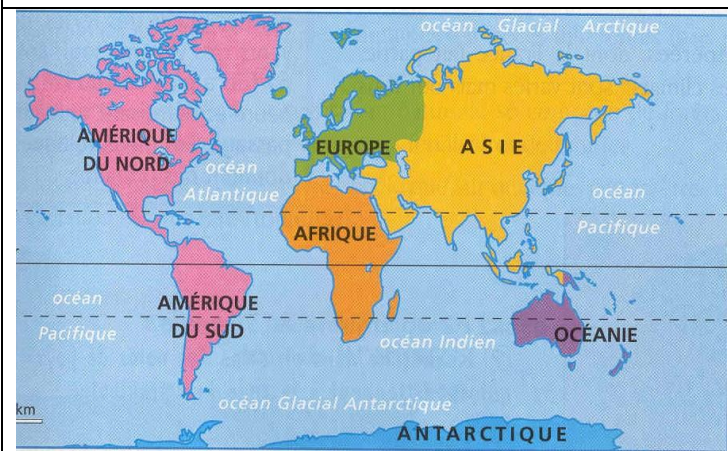 océan Glacial Arctique
AMÉRIQUE
DU NORD
océan
Atlantique
EUROPE
ASIE
océan
Pacifique
AFRIQUE
océan
Pacifique
AMÉRIQUE
DU SUD
océan Indien
OCÉANIE
km
océan Glacial Antarctique
ANTARCTIQUE